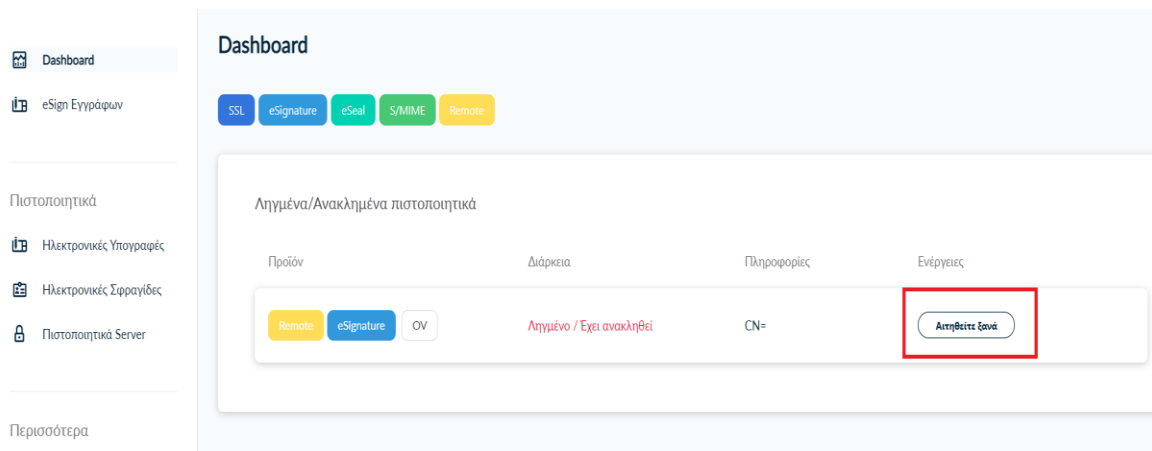 Dashboard
Dashboard
eSign Εγγράφων
SSL eSignature eSeal S/MIME Remote
Πιστοποιητικά
Ληγμένα/Ανακλημένα πιστοποιητικά
Ηλεκτρονικές Υπογραφές
Προϊόν Διάρκεια Πληροφορίες Ενέργειες
Ηλεκτρονικές Σφραγίδες
Remote eSignature OV Ληγμένο / Έχει ανακληθεί CN= Αιτηθείτε ξανά
Πιστοποιητικά Server
Περισσότερα